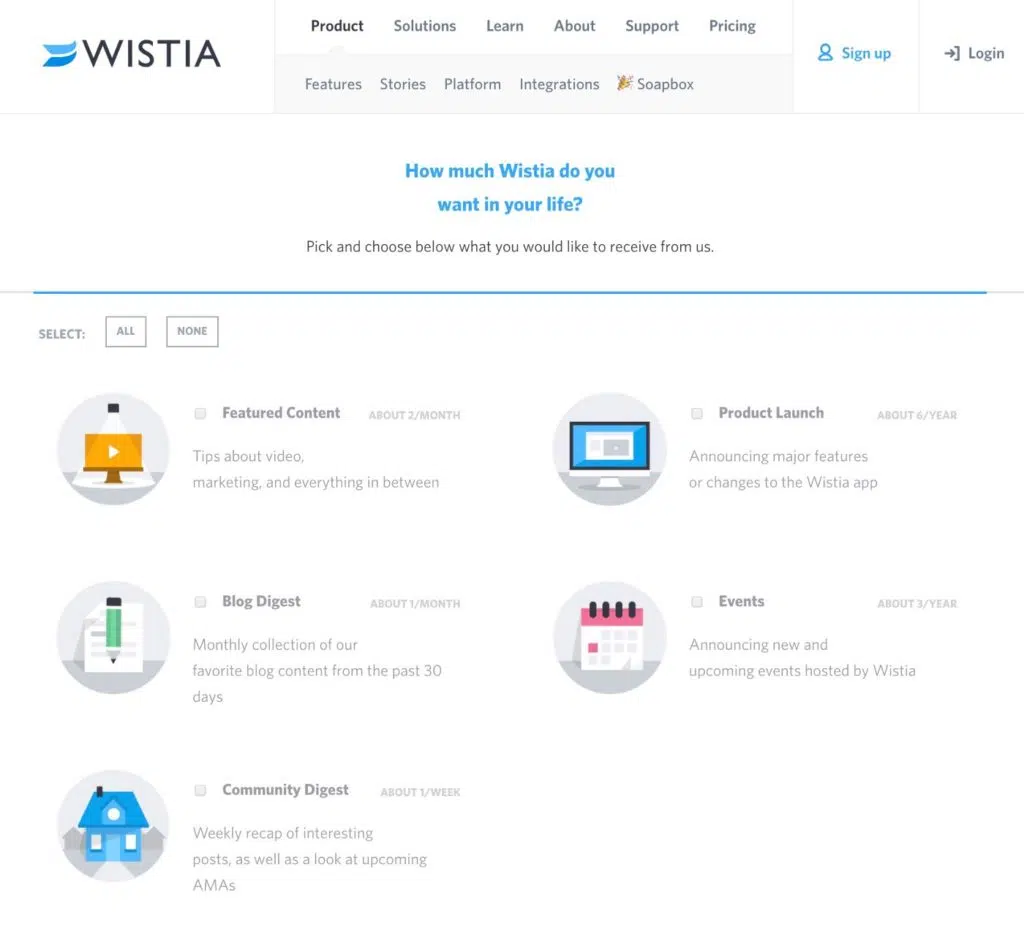 WISTIA
Product Solutions Learn About Support Pricing
Features Stories Platform Integrations Soapbox
Sign up
Login
How much Wistia do you
want in your life?
Pick and choose below what you would like to receive from us.
SELECT: ALL NONE
Featured Content ABOUT 2/MONTH
Tips about video,
marketing, and everything in between
Product Launch ABOUT 6/YEAR
Announcing major features
or changes to the Wistia app
Blog Digest ABOUT 1/MONTH
Monthly collection of our
favorite blog content from the past 30
days
Events ABOUT 3/YEAR
Announcing new and
upcoming events hosted by Wistia
Community Digest ABOUT 1/WEEK
Weekly recap of interesting
posts, as well as a look at upcoming
AMAs